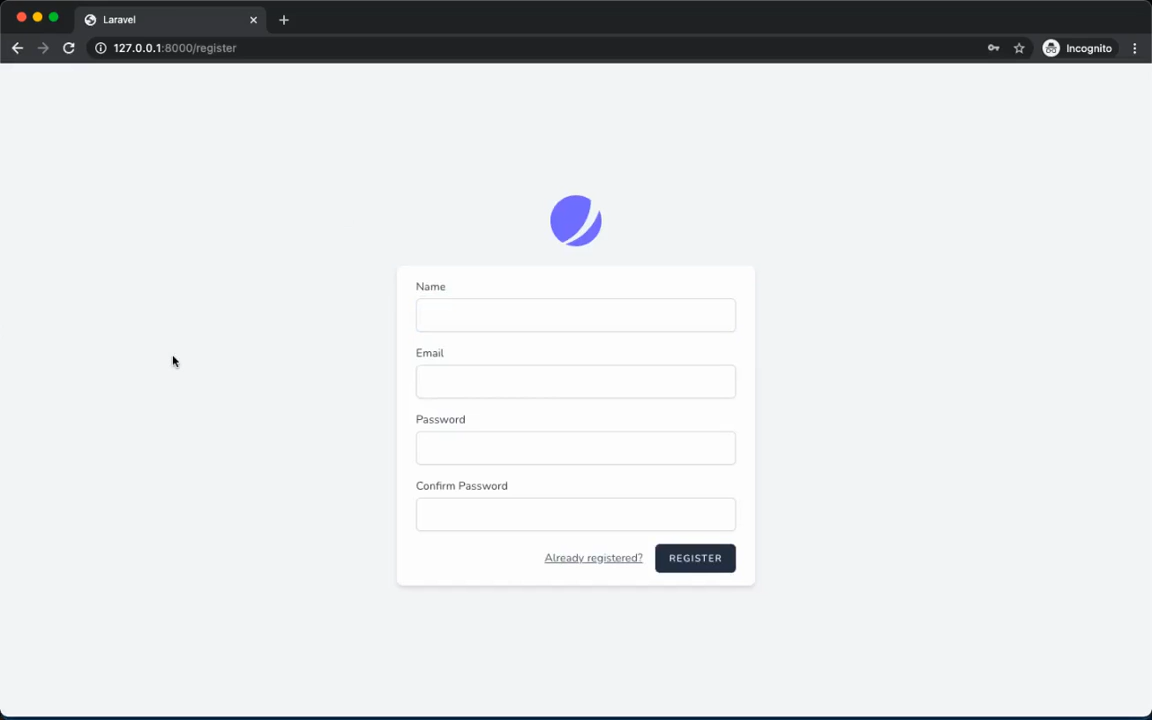 Laravel
127.0.0.1:8000/register
Incognito
Name
Email
Password
Confirm Password
Already registered? REGISTER